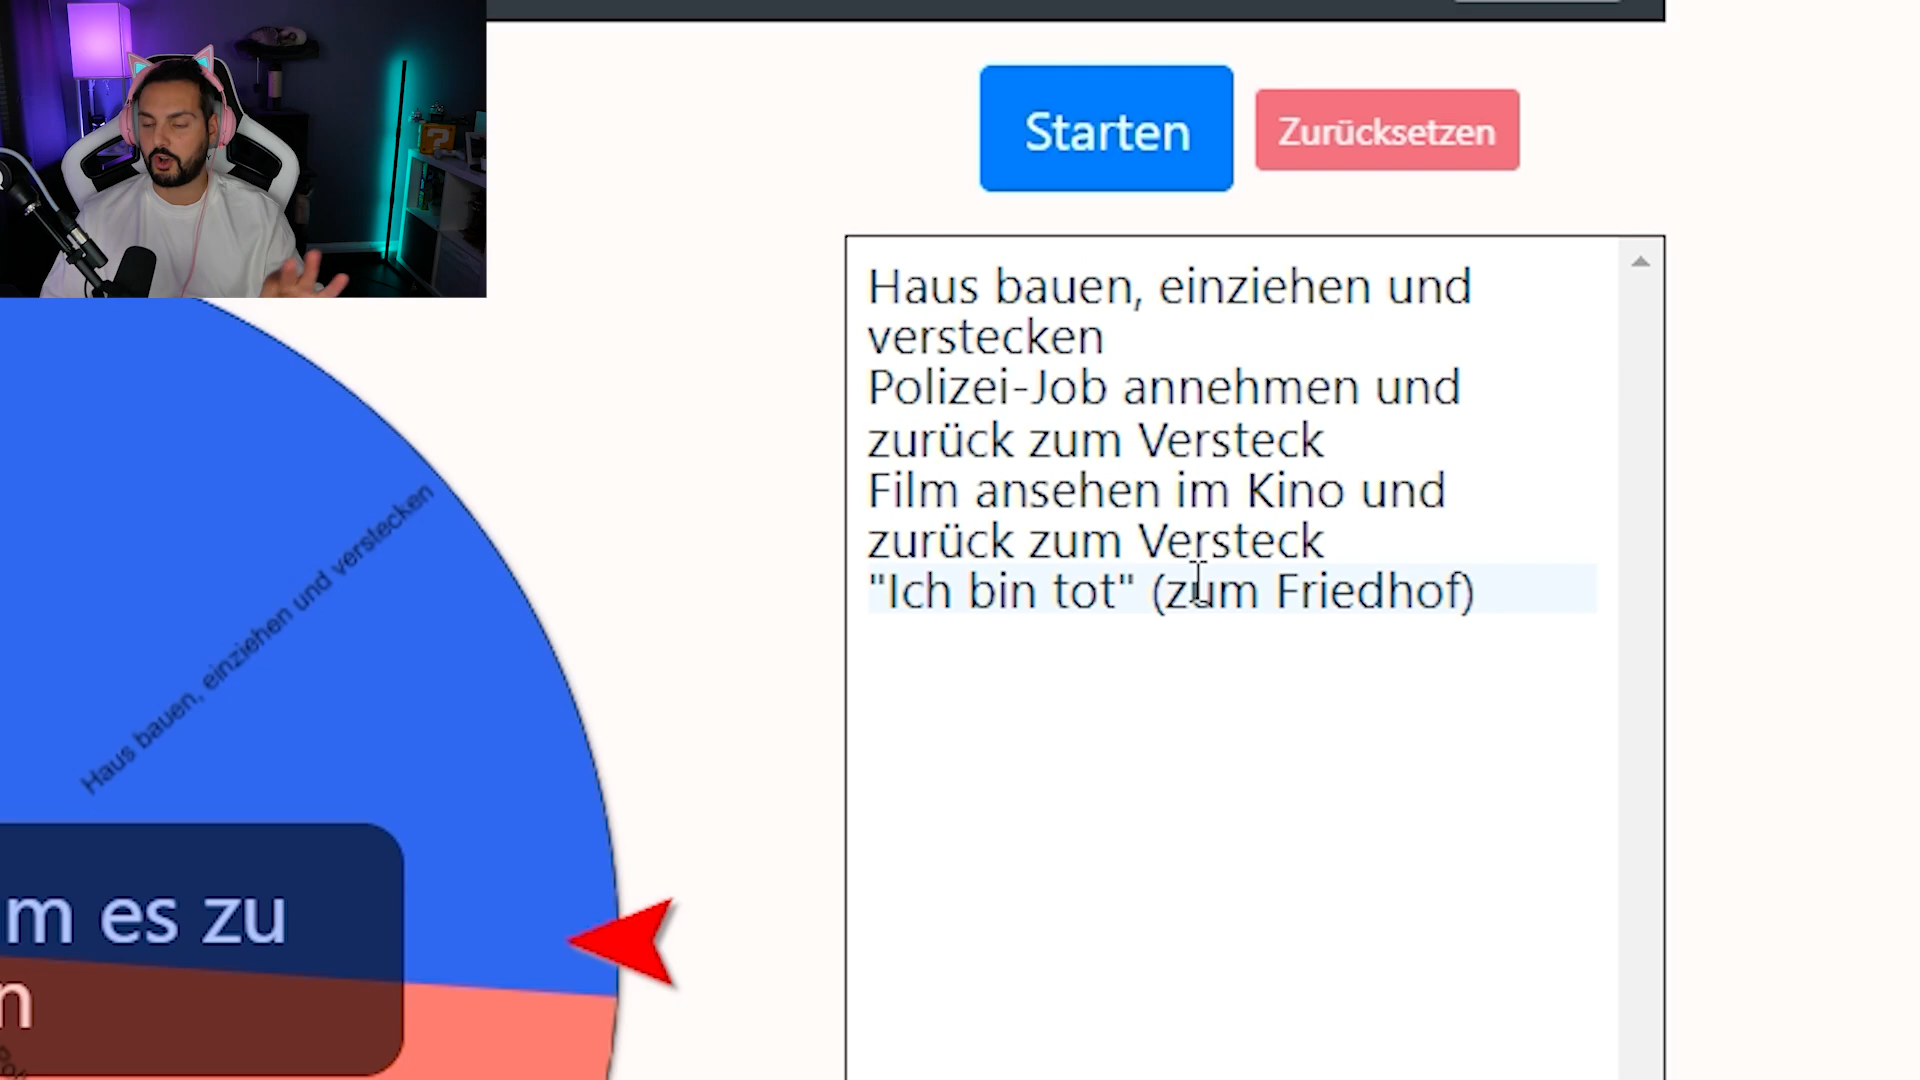 Starten
Zurücksetzen
Haus bauen, einziehen und
verstecken
Polizei-Job annehmen und
zurück zum Versteck
Film ansehen im Kino und
zurück zum Versteck
"Ich bin tot" (zum Friedhof)
Haus bauen, einziehen und verstecken
m es zu
n